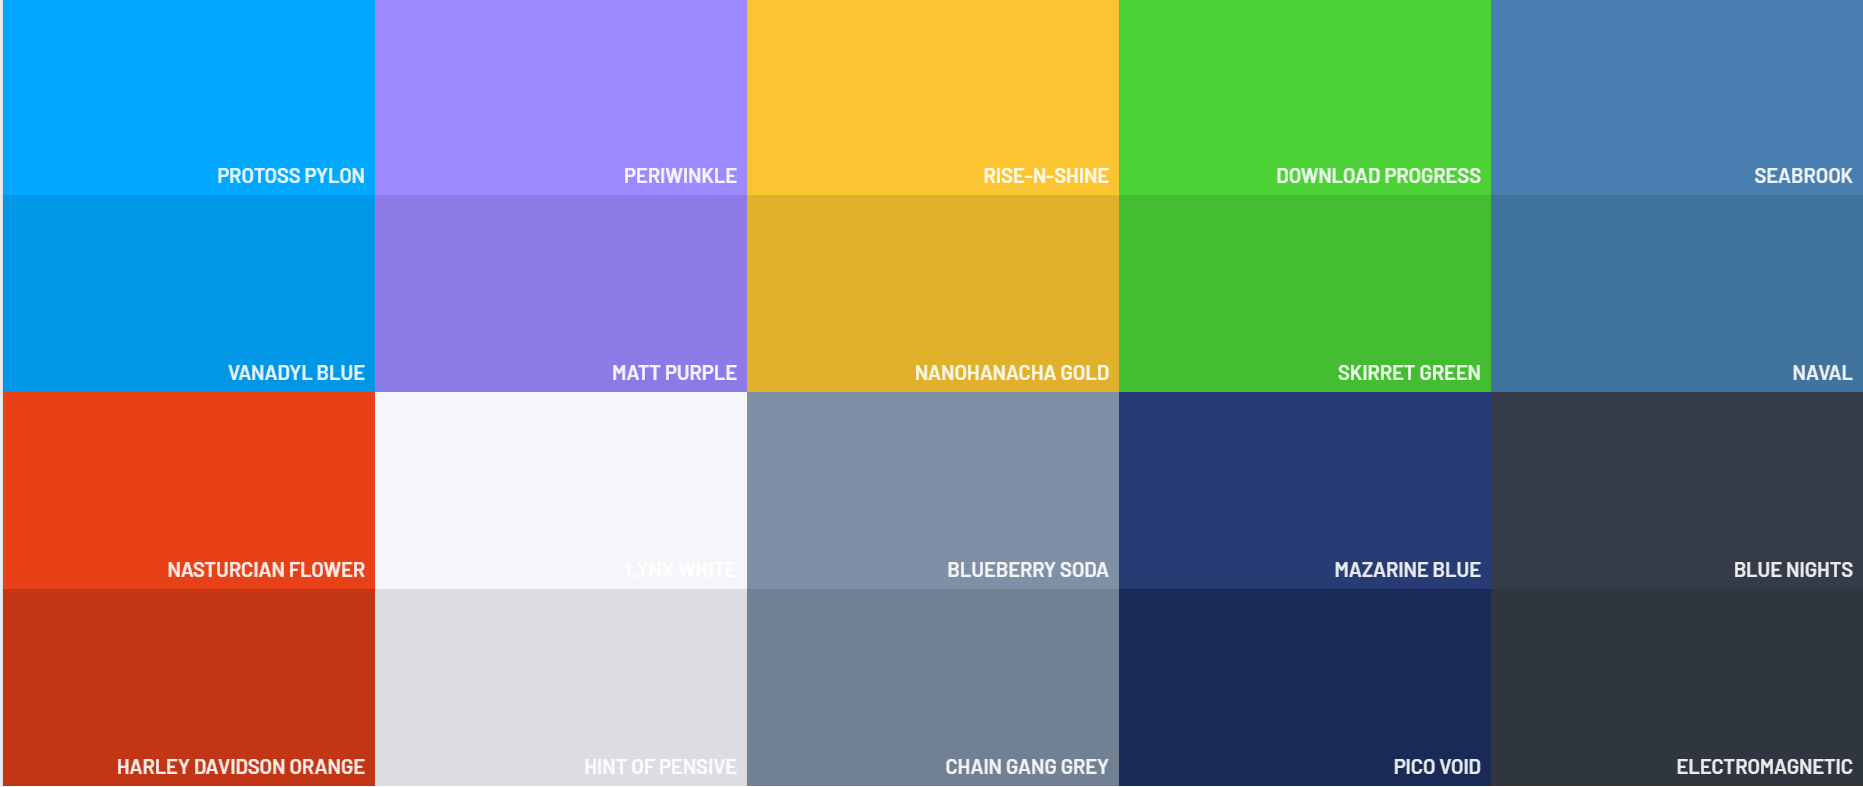 PROTOSS PYLON
PERIWINKLE
RISE-N-SHINE
DOWNLOAD PROGRESS
SEABROOK
VANADYL BLUE
MATT PURPLE
NANOHANACHA GOLD
SKIRRET GREEN
NAVAL
NASTURCIAN FLOWER
LYNX WHITE
BLUEBERRY SODA
MAZARINE BLUE
BLUE NIGHTS
HARLEY DAVIDSON ORANGE
HINT OF PENSIVE
CHAIN GANG GREY
PICO VOID
ELECTROMAGNETIC